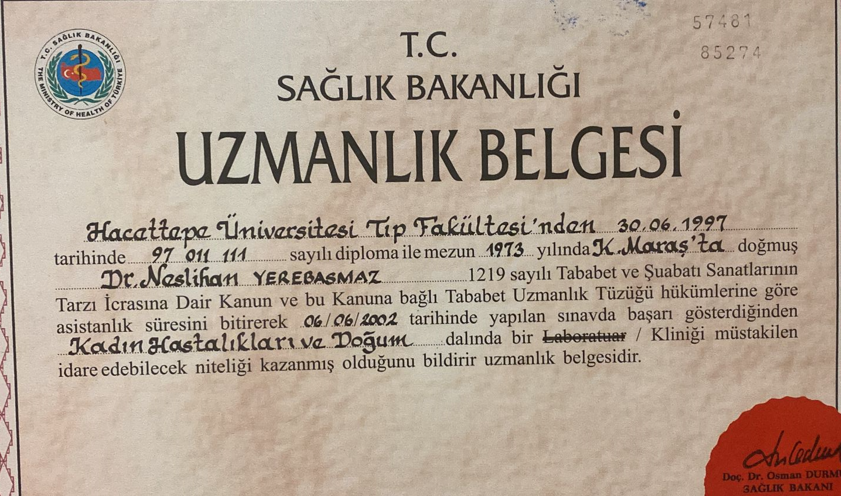 57481
85274
T.C. SAĞLIK BAKANLIĞI
THE MINISTRY OF HEALTH OF TÜRKİYE
T.C.
SAĞLIK BAKANLIĞI
UZMANLIK BELGESİ
Hacettepe Üniversitesi Tıp Fakültesi'nden 30.06.1997
tarihinde 97 011 111 sayılı diploma ile mezun 1973 yılında K.Maraş'ta doğmuş
Dr. Neslihan YEREBASMAZ 1219 sayılı Tababet ve Şuabatı Sanatlarının
Tarzı İcrasına Dair Kanun ve bu Kanuna bağlı Tababet Uzmanlık Tüzüğü hükümlerine göre
asistanlık süresini bitirerek 06/06/2002 tarihinde yapılan sınavda başarı gösterdiğinden
Kadın Hastalıkları ve Doğum dalında bir Laboratuar / Kliniği müstakilen
idare edebilecek niteliği kazanmış olduğunu bildirir uzmanlık belgesidir.
Doç. Dr. Osman DURMU
SAĞLIK BAKANI